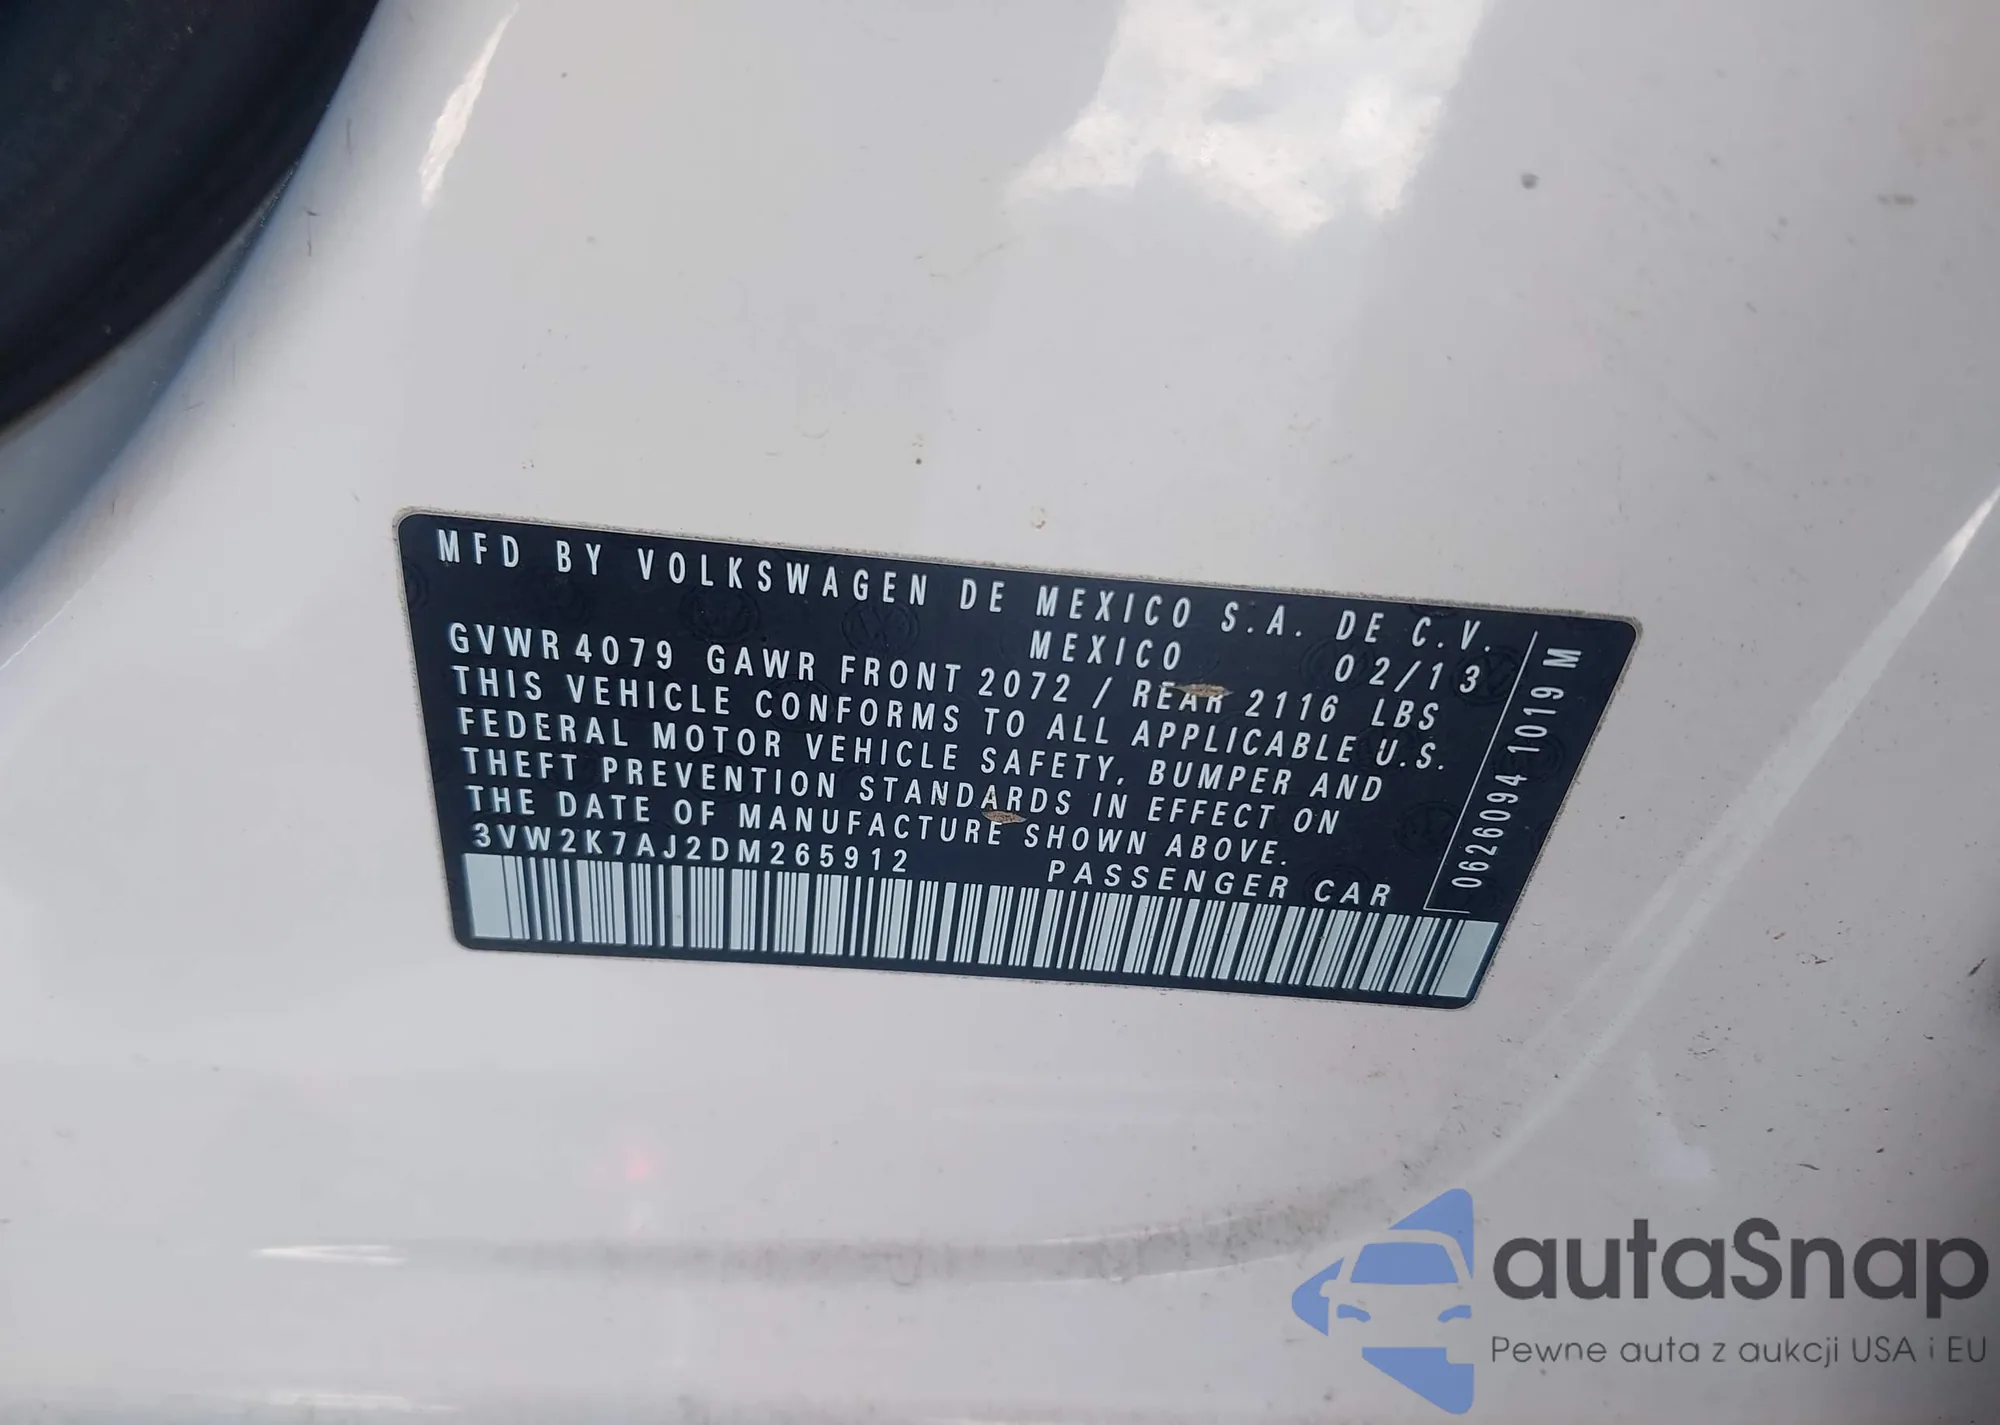 MFD BY VOLKSWAGEN DE MEXICO S.A. DE C.V.
MEXICO 02/13
GVWR 4079 GAWR FRONT 2072 / REAR 2116 LBS
THIS VEHICLE CONFORMS TO ALL APPLICABLE U.S.
FEDERAL MOTOR VEHICLE SAFETY, BUMPER AND
THEFT PREVENTION STANDARDS IN EFFECT ON
THE DATE OF MANUFACTURE SHOWN ABOVE.
3VW2K7AJ2DM265912 PASSENGER CAR
0626094 1019 M
autaSnap
Pewne auta z aukcji USA i EU